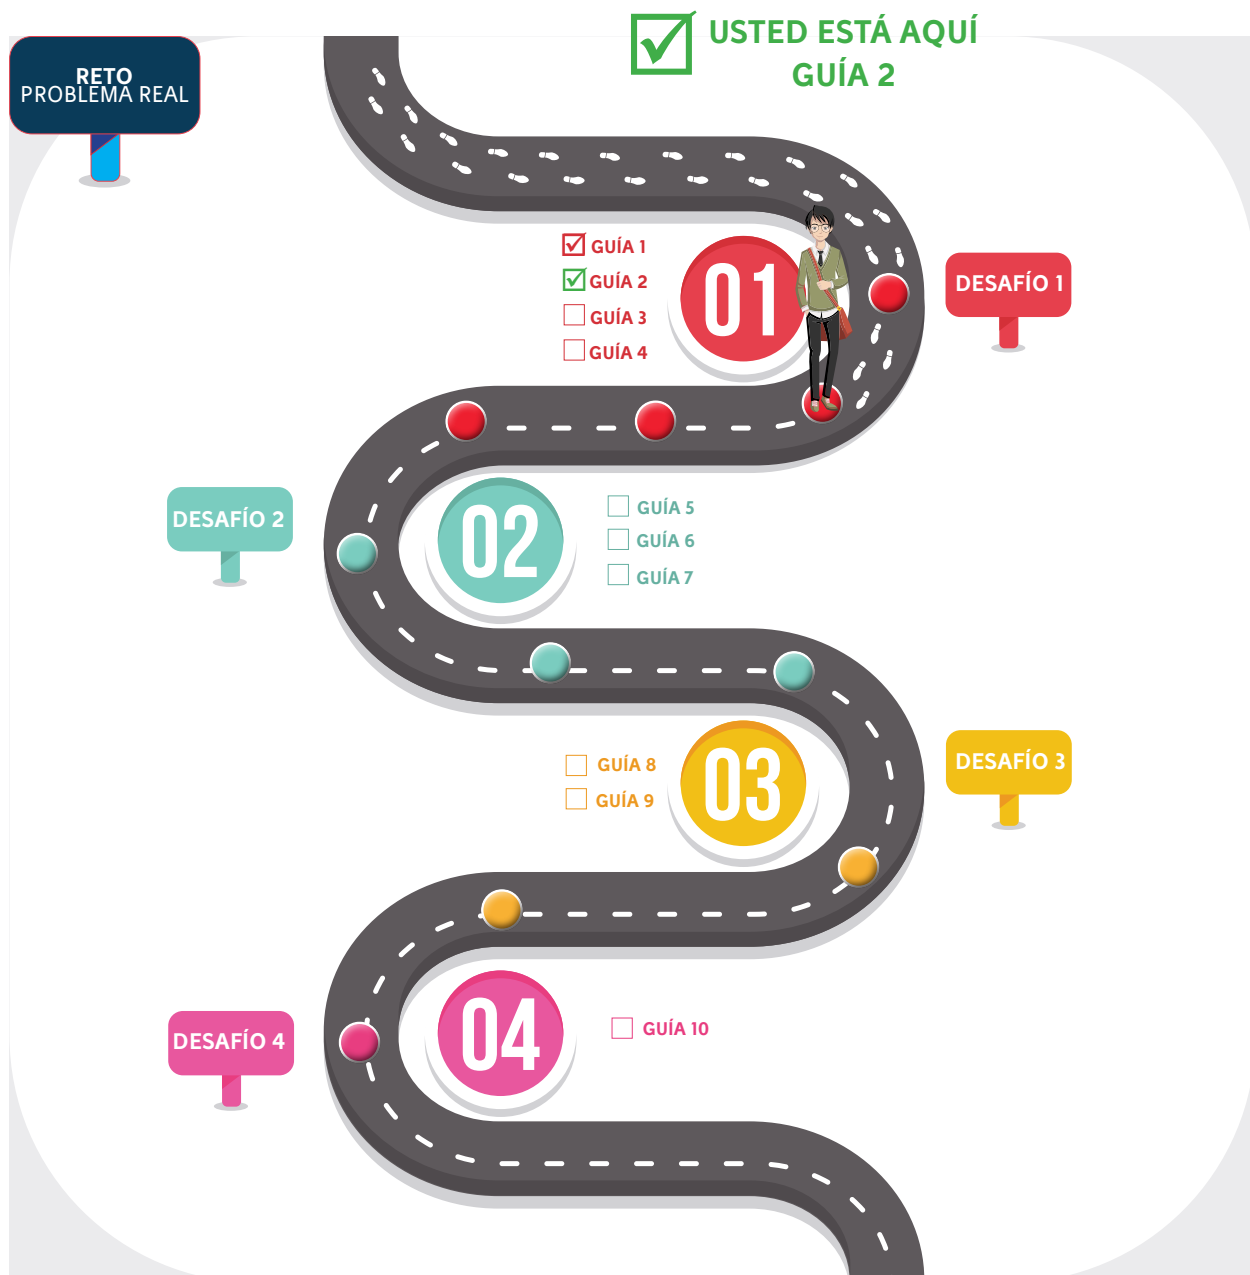 USTED ESTÁ AQUÍ
GUÍA 2
RETO
PROBLEMA REAL
GUÍA 1
GUÍA 2
GUÍA 3
GUÍA 4
01
DESAFÍO 1
DESAFÍO 2
02
GUÍA 5
GUÍA 6
GUÍA 7
GUÍA 8
GUÍA 9
03
DESAFÍO 3
DESAFÍO 4
04
GUÍA 10